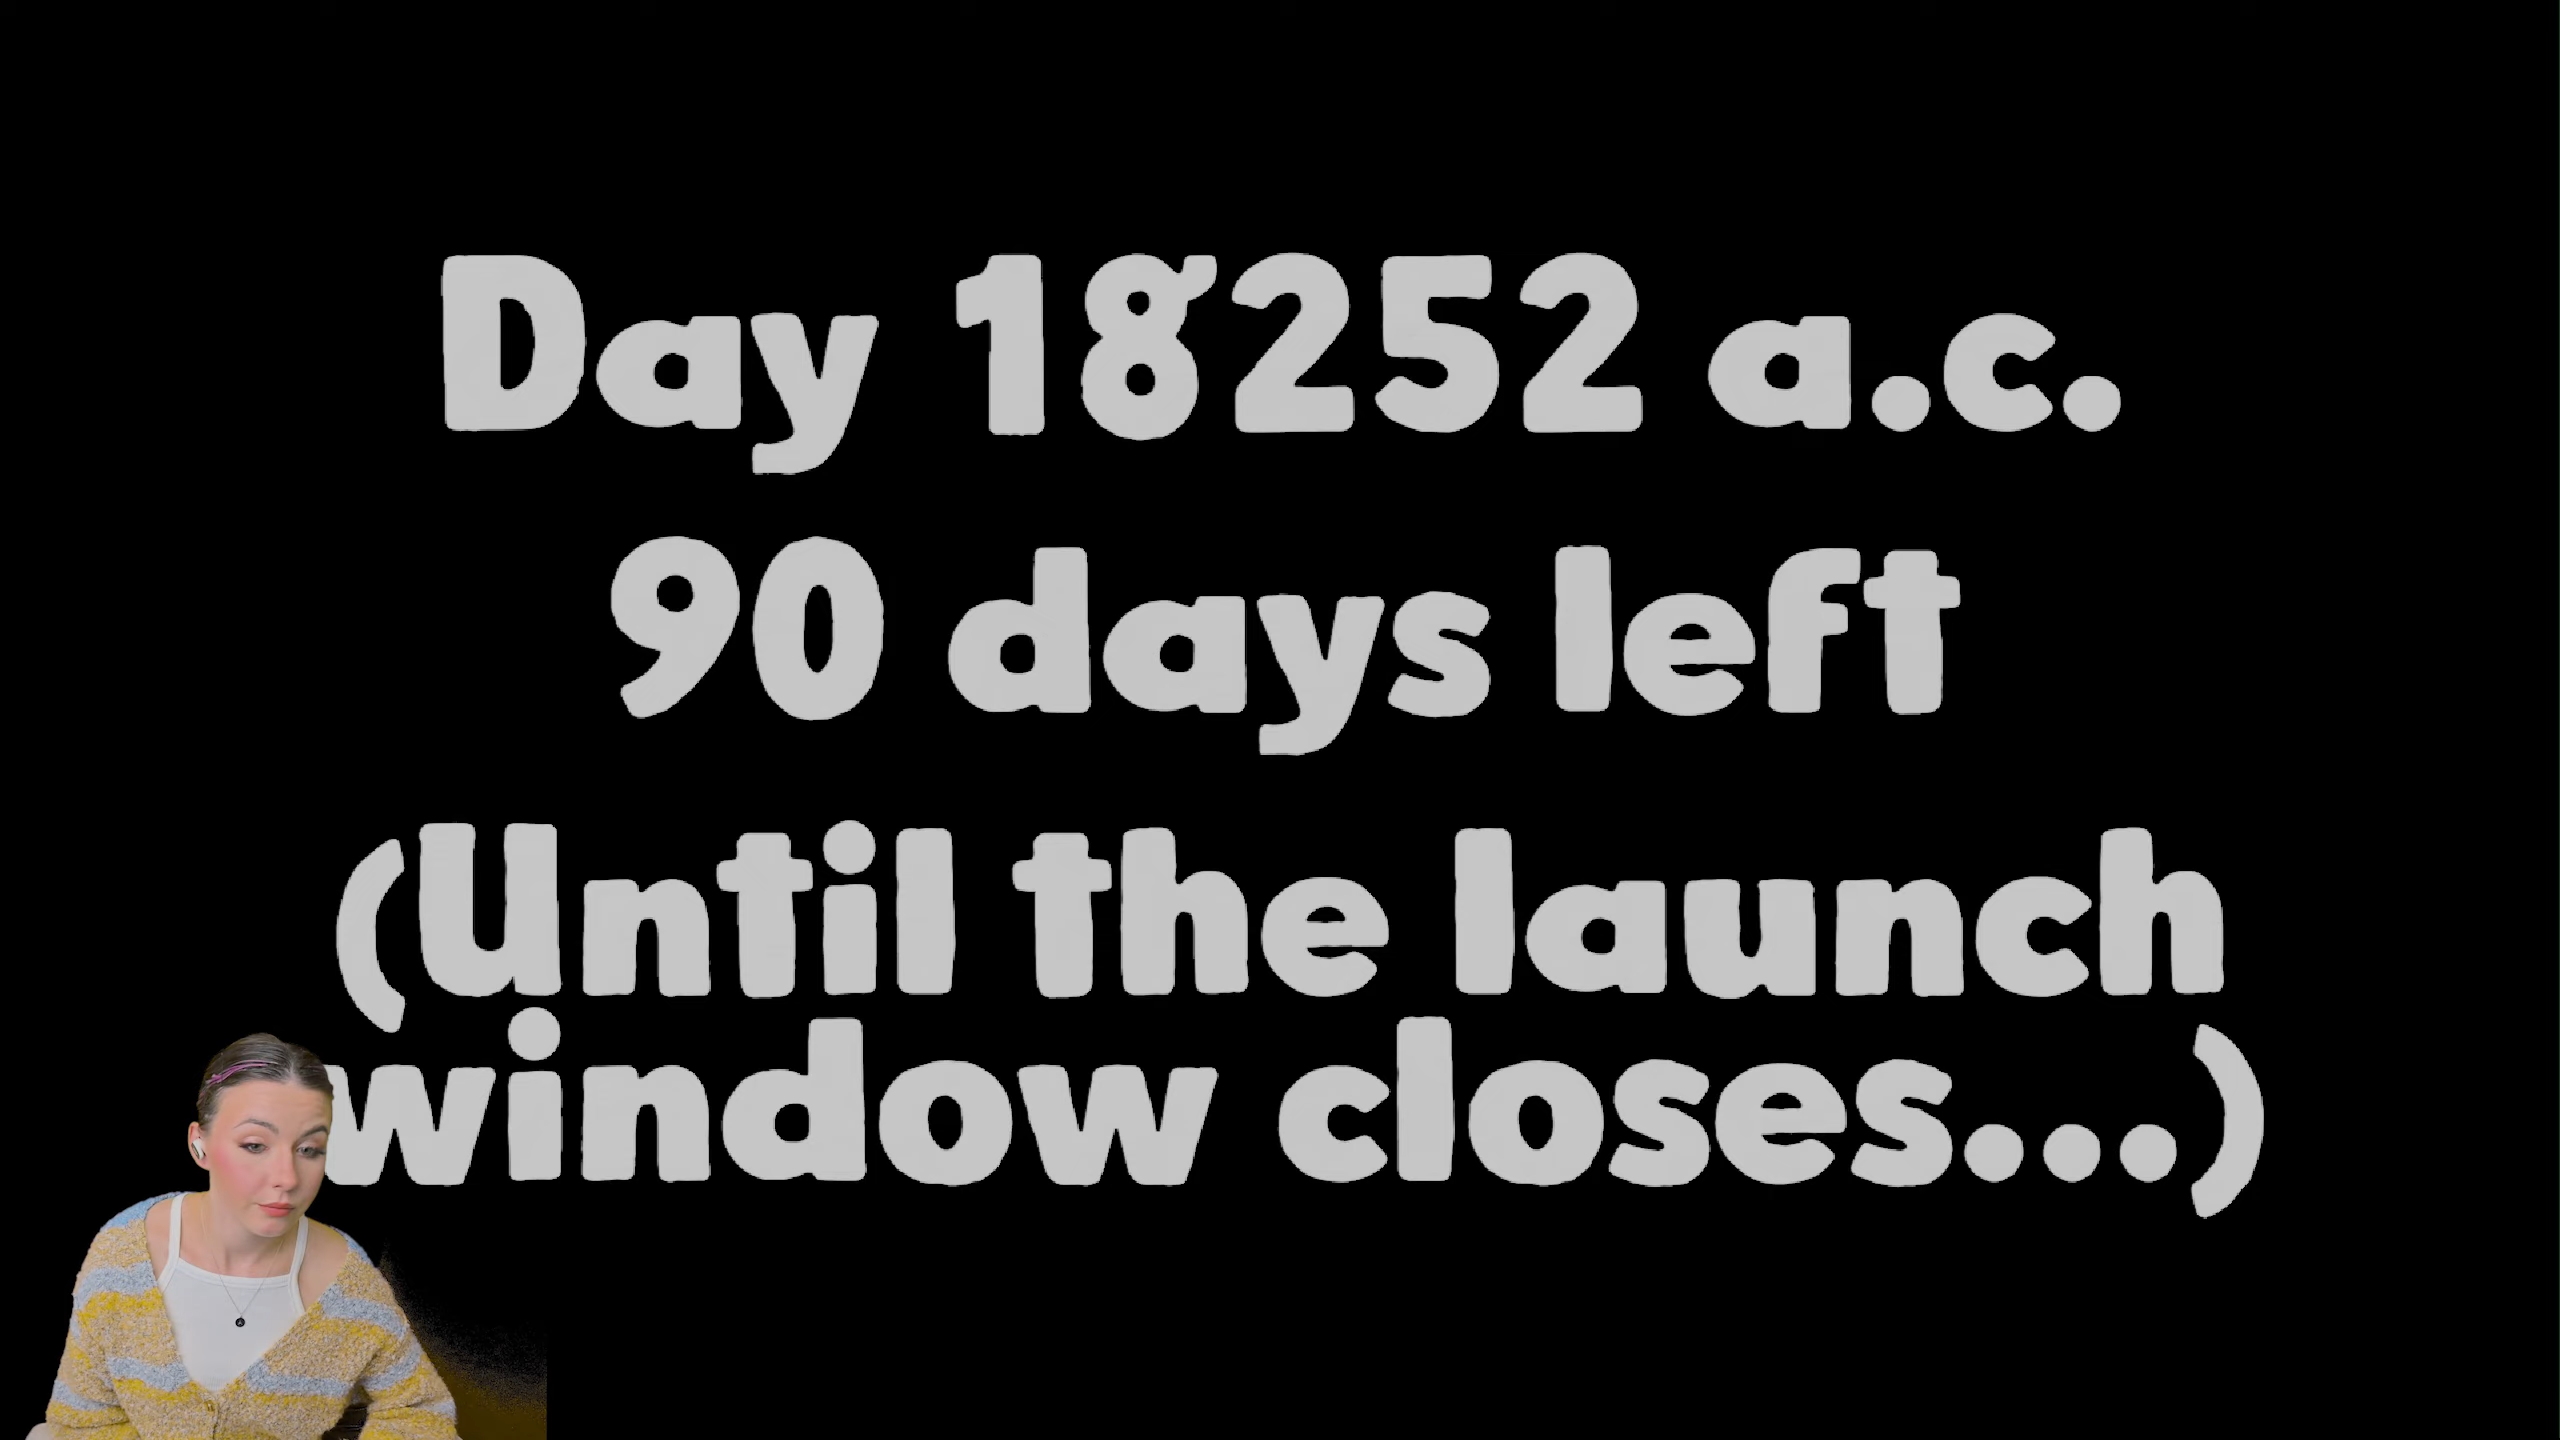 Day 18252 a.c.
90 days left
(Until the launch
window closes...)